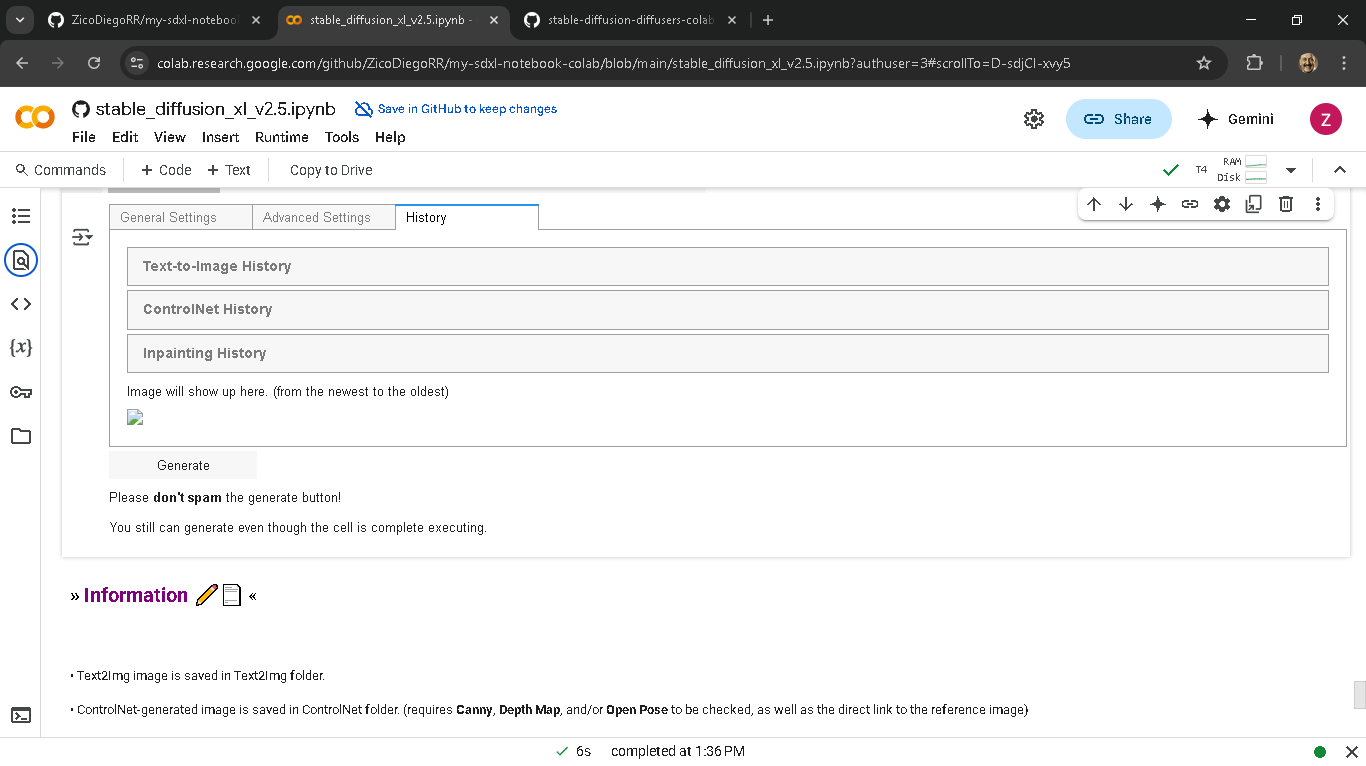 ZicoDiegoRR/my-sdxl-noteboo
stable_diffusion_xl_v2.5.ipynb -
stable-diffusion-diffusers-colab
colab.research.google.com/github/ZicoDiegoRR/my-sdxl-notebook-colab/blob/main/stable_diffusion_xl_v2.5.ipynb?authuser=3#scrollTo=D-sdjCl-xvy5
stable_diffusion_xl_v2.5.ipynb Save in GitHub to keep changes
File Edit View Insert Runtime Tools Help
Share
Gemini
Z
Commands + Code + Text Copy to Drive
T4
RAM
Disk
General Settings Advanced Settings History
Text-to-Image History
ControlNet History
Inpainting History
Image will show up here. (from the newest to the oldest)
Generate
Please don't spam the generate button!
You still can generate even though the cell is complete executing.
» Information «
• Text2Img image is saved in Text2Img folder.
• ControlNet-generated image is saved in ControlNet folder. (requires Canny, Depth Map, and/or Open Pose to be checked, as well as the direct link to the reference image)
6s completed at 1:36 PM